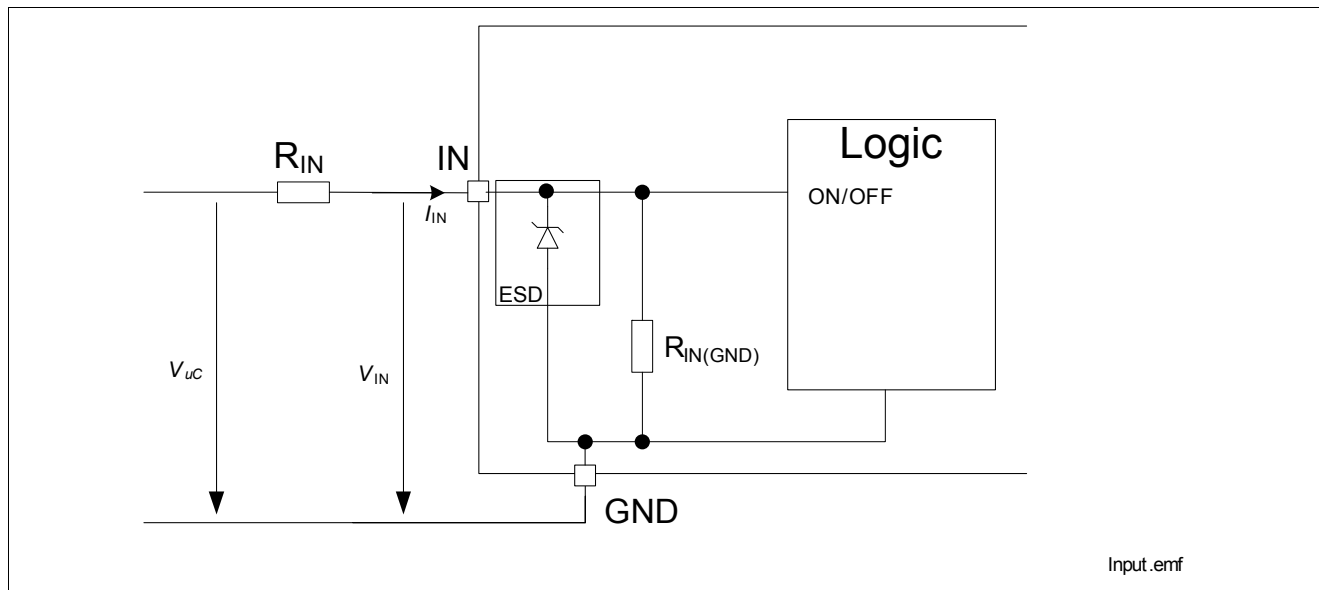 Logic
R_IN
IN
ON/OFF
I_IN
ESD
R_IN(GND)
V_uC
V_IN
GND
Input.emf